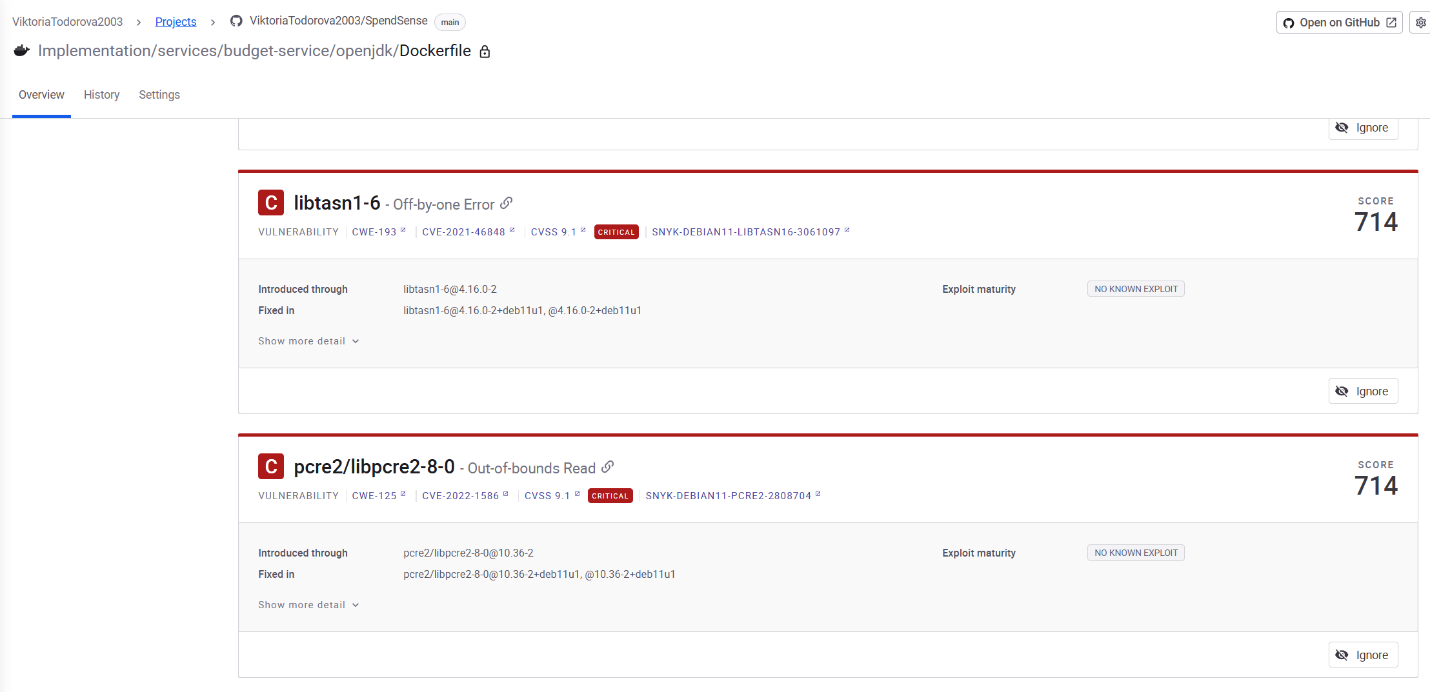 ViktoriaTodorova2003 › Projects › ViktoriaTodorova2003/SpendSense main
Open on GitHub
Implementation/services/budget-service/openjdk/Dockerfile
Overview History Settings
Ignore
C libtasn1-6 - Off-by-one Error
SCORE
714
VULNERABILITY | CWE-193 | CVE-2021-46848 | CVSS 9.1 CRITICAL | SNYK-DEBIAN11-LIBTASN16-3061097
Introduced through libtasn1-6@4.16.0-2 Exploit maturity NO KNOWN EXPLOIT
Fixed in libtasn1-6@4.16.0-2+deb11u1, @4.16.0-2+deb11u1
Show more detail
Ignore
C pcre2/libpcre2-8-0 - Out-of-bounds Read
SCORE
714
VULNERABILITY | CWE-125 | CVE-2022-1586 | CVSS 9.1 CRITICAL | SNYK-DEBIAN11-PCRE2-2808704
Introduced through pcre2/libpcre2-8-0@10.36-2 Exploit maturity NO KNOWN EXPLOIT
Fixed in pcre2/libpcre2-8-0@10.36-2+deb11u1, @10.36-2+deb11u1
Show more detail
Ignore